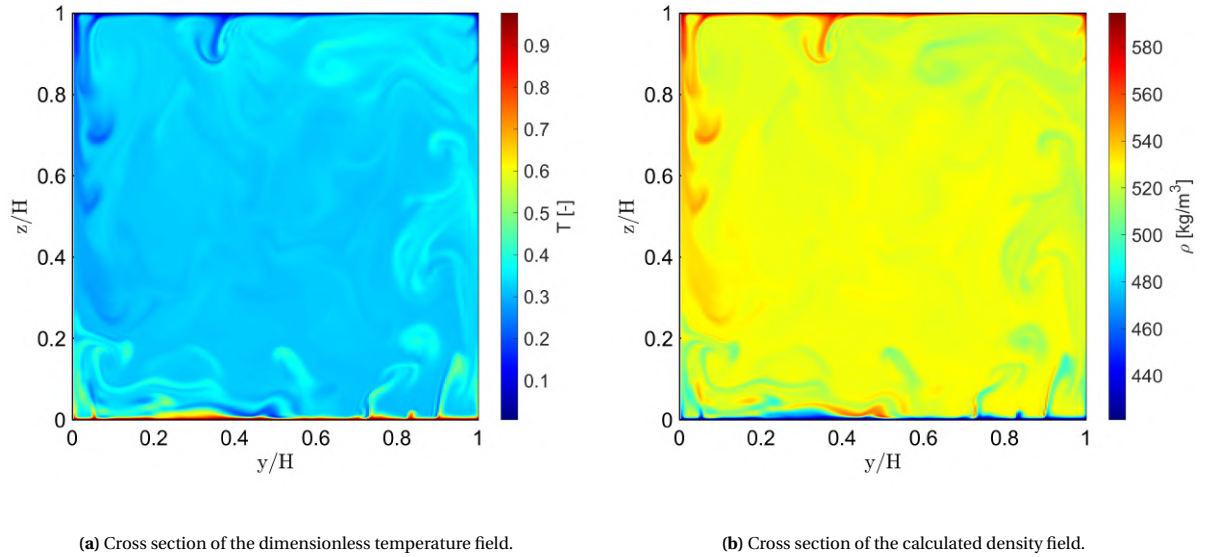 1
0.8
0.6
0.4
0.2
0
z/H
0 0.2 0.4 0.6 0.8 1
y/H
0.9
0.8
0.7
0.6
0.5
0.4
0.3
0.2
0.1
T [-]
1
0.8
0.6
0.4
0.2
0
z/H
0 0.2 0.4 0.6 0.8 1
y/H
580
560
540
520
500
480
460
440
ρ [kg/m³]
(a) Cross section of the dimensionless temperature field.
(b) Cross section of the calculated density field.